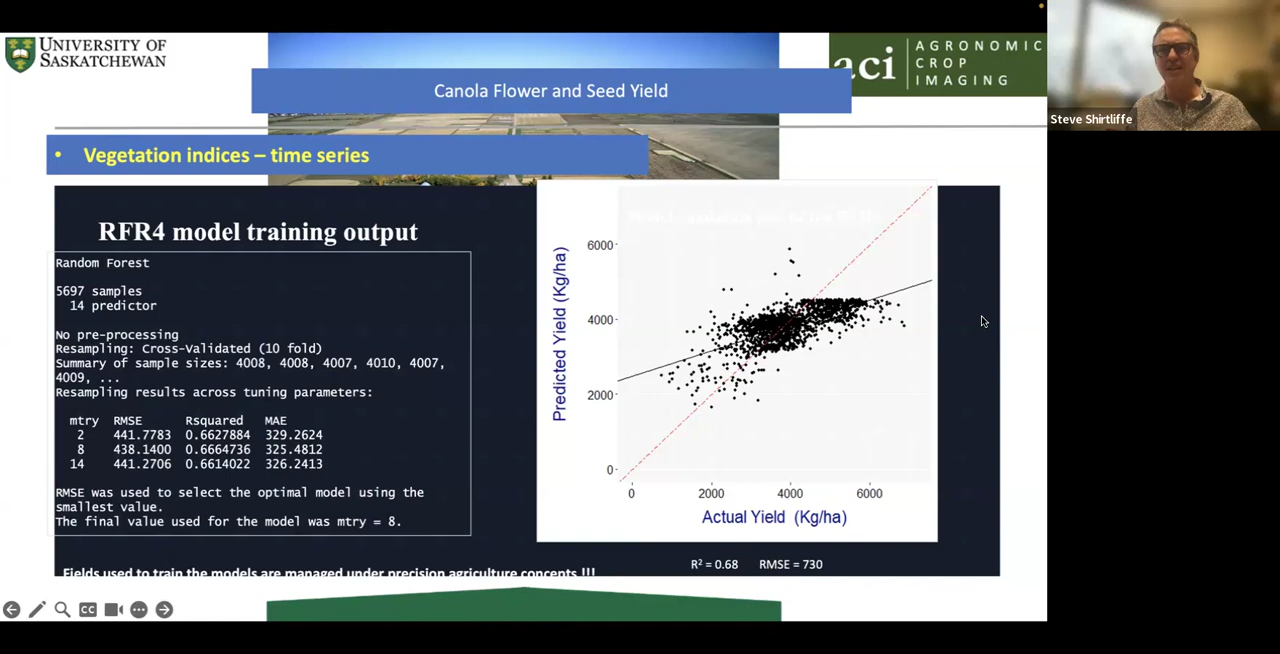 UNIVERSITY OF
SASKATCHEWAN
aci
AGRONOMIC
CROP
IMAGING
Steve Shirtliffe
Canola Flower and Seed Yield
• Vegetation indices – time series
RFR4 model training output
Random Forest
5697 samples
14 predictor
No pre-processing
Resampling: Cross-Validated (10 fold)
Summary of sample sizes: 4008, 4008, 4007, 4010, 4007,
4009, ...
Resampling results across tuning parameters:
mtry RMSE Rsquared MAE
2 441.7783 0.6627884 329.2624
8 438.1400 0.6664736 325.4812
14 441.2706 0.6614022 326.2413
RMSE was used to select the optimal model using the
smallest value.
The final value used for the model was mtry = 8.
Predicted Yield (Kg/ha)
6000
4000
2000
0
0 2000 4000 6000
Actual Yield (Kg/ha)
R² = 0.68 RMSE = 730
Fields used to train the models are managed under precision agriculture concepts !!!
CC